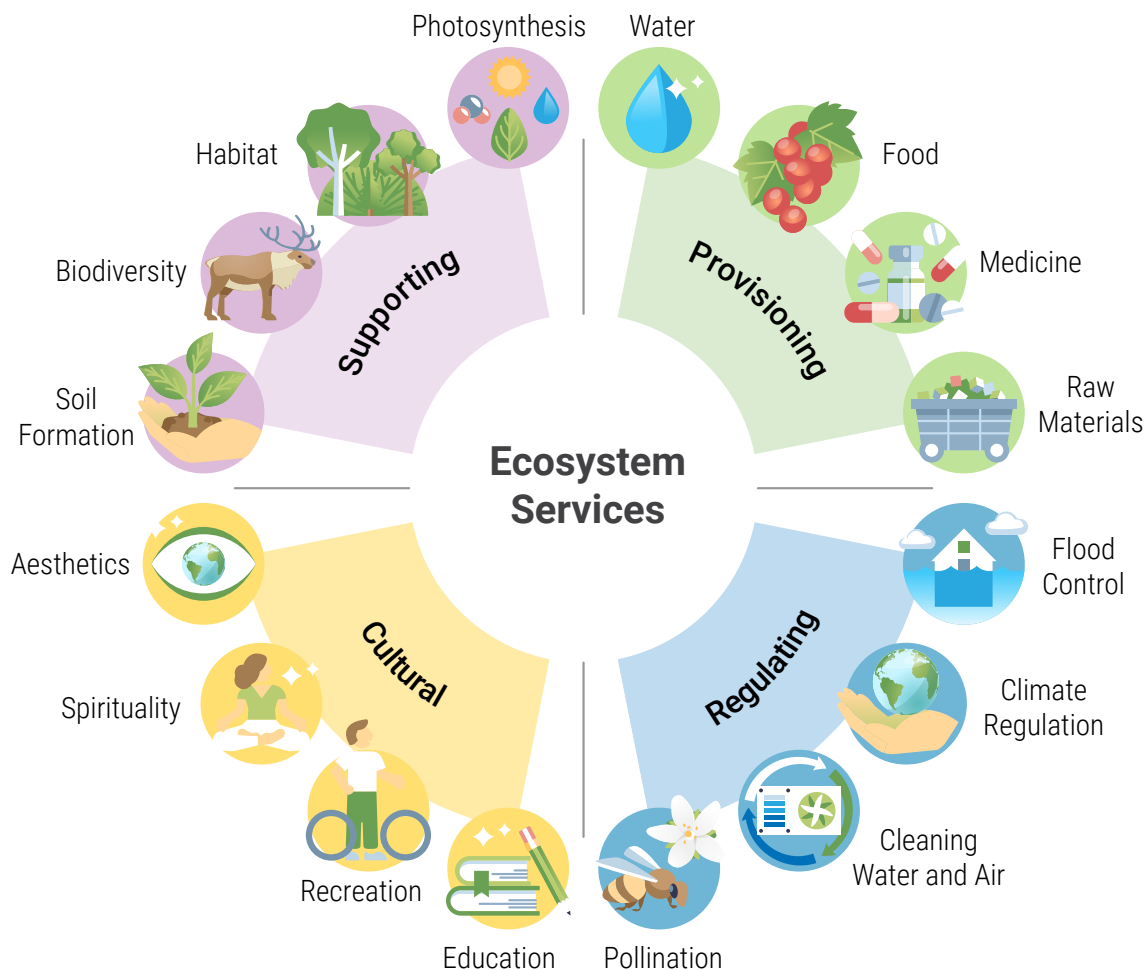 Photosynthesis
Water
Habitat
Food
Biodiversity
Supporting
Provisioning
Medicine
Soil
Formation
Raw
Materials
Ecosystem
Services
Aesthetics
Flood
Control
Cultural
Regulating
Spirituality
Climate
Regulation
Recreation
Cleaning
Water and Air
Education
Pollination